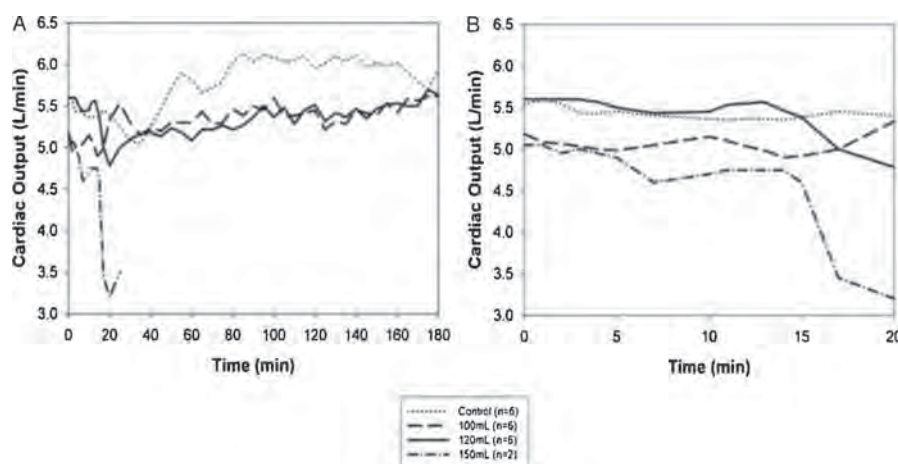 A
6.5
6.0
5.5
5.0
4.5
4.0
3.5
3.0
Cardiac Output (L/min)
0 20 40 60 80 100 120 140 160 180
Time (min)
B
6.5
6.0
5.5
5.0
4.5
4.0
3.5
3.0
Cardiac Output (L/min)
0 5 10 15 20
Time (min)
Control (n=6)
100mL (n=6)
120mL (n=6)
150mL (n=2)